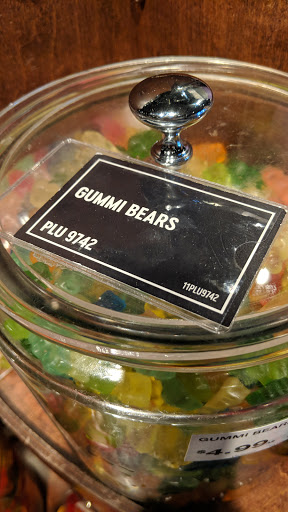 GUMMI BEARS
PLU 9742
11PLU9742
GUMMI BEARS
$4.99